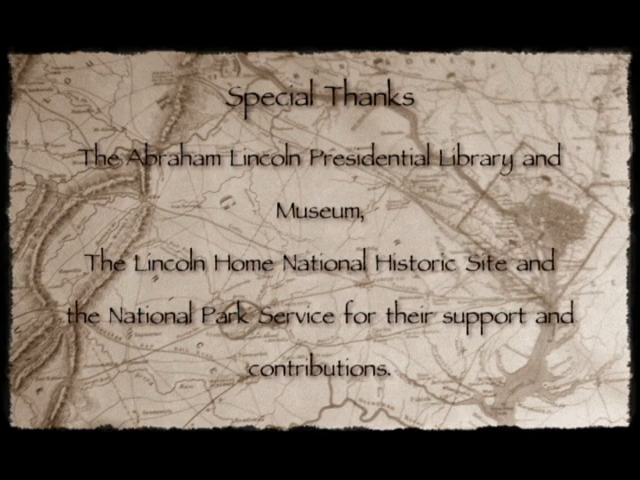 Special Thanks
The Abraham Lincoln Presidential Library and
Museum,
The Lincoln Home National Historic Site and
the National Park Service for their support and
contributions.